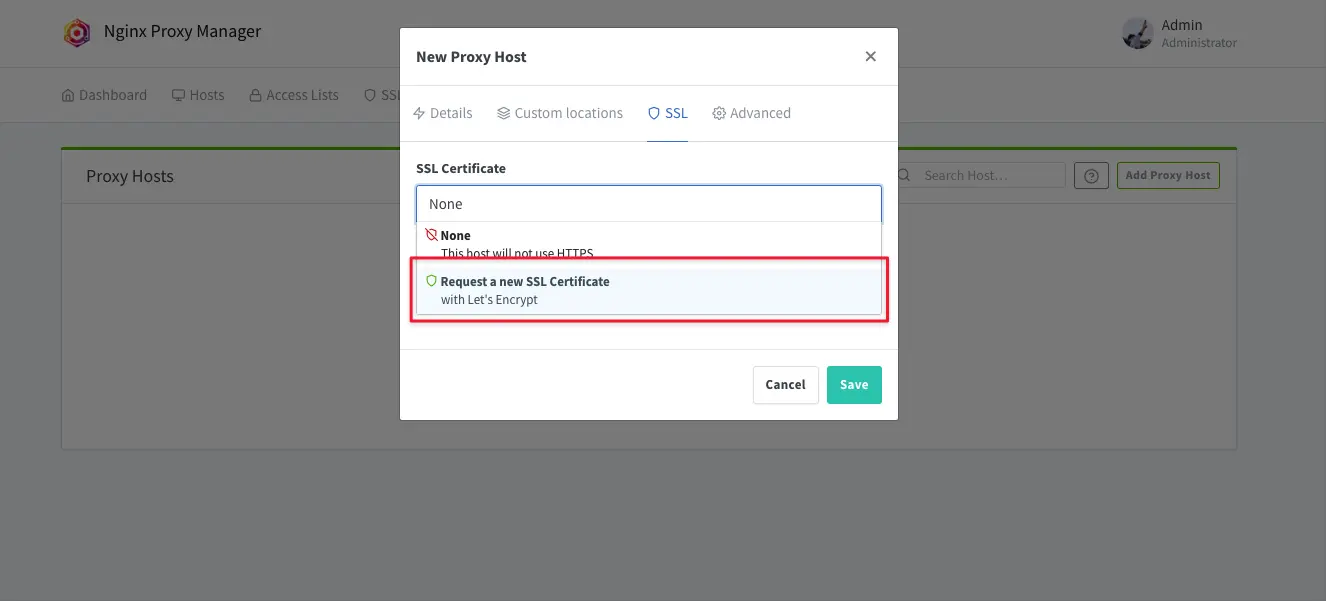 Nginx Proxy Manager
Admin
Administrator
Dashboard
Hosts
Access Lists
SSL
Proxy Hosts
Search Host...
Add Proxy Host
New Proxy Host
Details
Custom locations
SSL
Advanced
SSL Certificate
None
None
This host will not use HTTPS
Request a new SSL Certificate
with Let's Encrypt
Cancel
Save